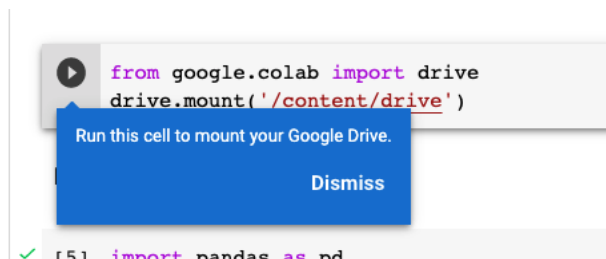 from google.colab import drive
drive.mount('/content/drive')
Run this cell to mount your Google Drive.
Dismiss
[5] import pandas as pd